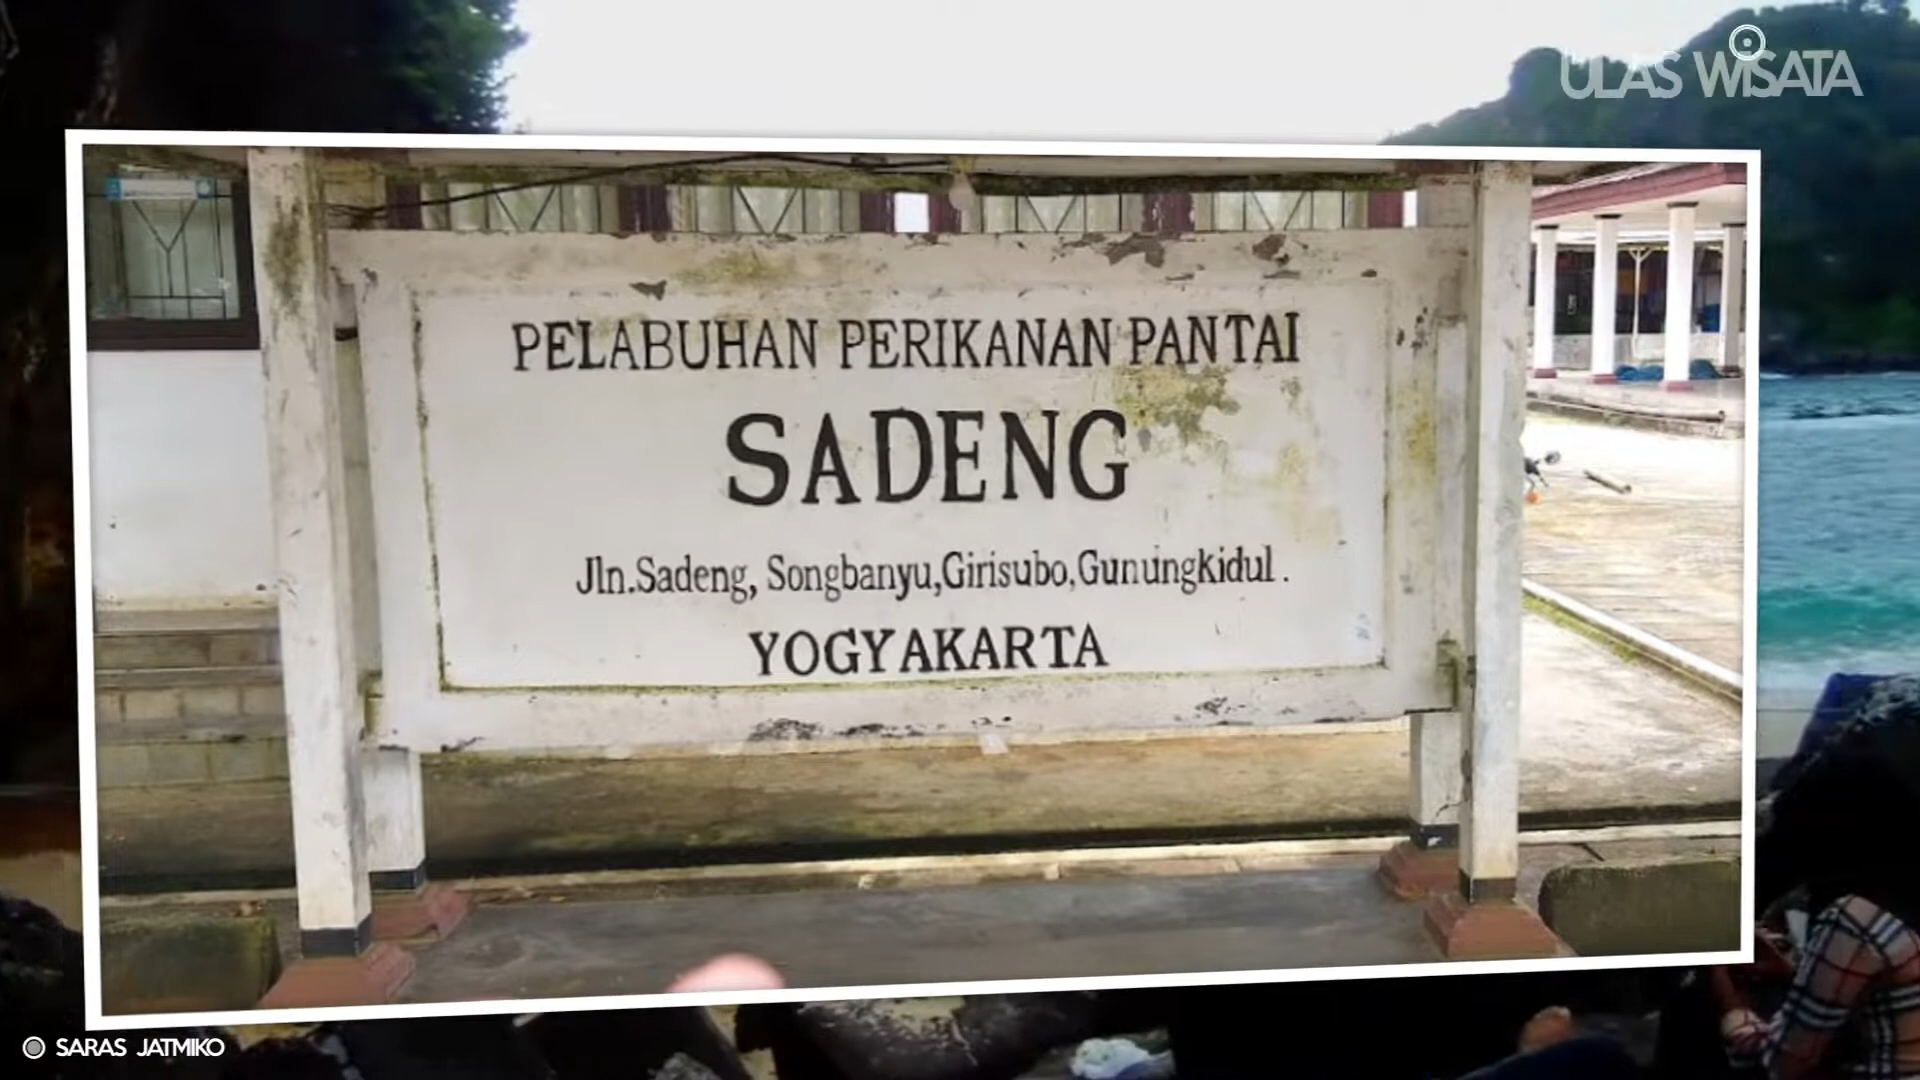 ULAS WISATA
PELABUHAN PERIKANAN PANTAI
SADENG
Jln.Sadeng, Songbanyu,Girisubo,Gunungkidul.
YOGYAKARTA
SARAS JATMIKO